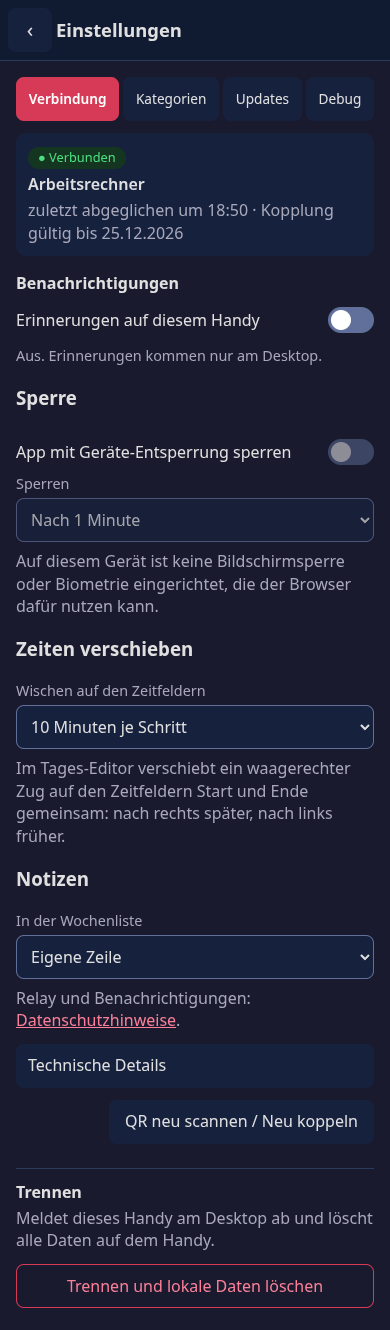 ‹ Einstellungen
Verbindung Kategorien Updates Debug
● Verbunden
Arbeitsrechner
zuletzt abgeglichen um 18:50 · Kopplung
gültig bis 25.12.2026
Benachrichtigungen
Erinnerungen auf diesem Handy
Aus. Erinnerungen kommen nur am Desktop.
Sperre
App mit Geräte-Entsperrung sperren
Sperren
Nach 1 Minute
Auf diesem Gerät ist keine Bildschirmsperre
oder Biometrie eingerichtet, die der Browser
dafür nutzen kann.
Zeiten verschieben
Wischen auf den Zeitfeldern
10 Minuten je Schritt
Im Tages-Editor verschiebt ein waagerechter
Zug auf den Zeitfeldern Start und Ende
gemeinsam: nach rechts später, nach links
früher.
Notizen
In der Wochenliste
Eigene Zeile
Relay und Benachrichtigungen:
Datenschutzhinweise.
Technische Details
QR neu scannen / Neu koppeln
Trennen
Meldet dieses Handy am Desktop ab und löscht
alle Daten auf dem Handy.
Trennen und lokale Daten löschen